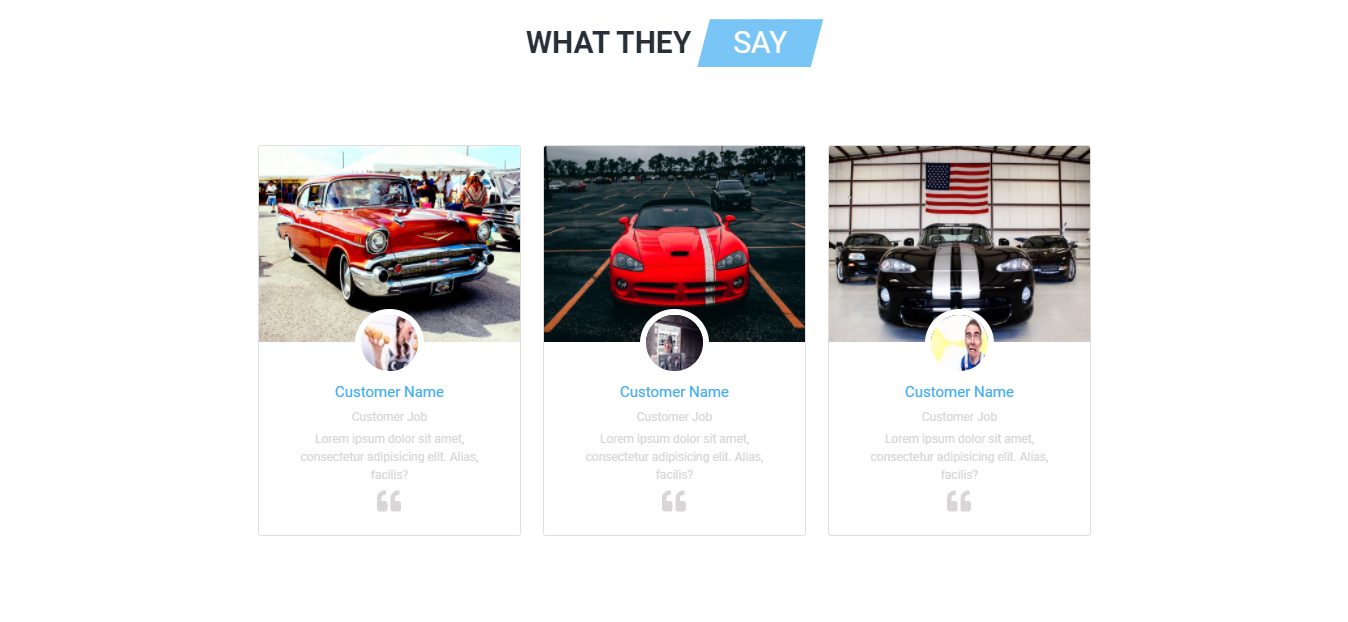 WHAT THEY SAY
Customer Name
Customer Job
Lorem ipsum dolor sit amet,
consectetur adipisicing elit. Alias,
facilis?
Customer Name
Customer Job
Lorem ipsum dolor sit amet,
consectetur adipisicing elit. Alias,
facilis?
Customer Name
Customer Job
Lorem ipsum dolor sit amet,
consectetur adipisicing elit. Alias,
facilis?